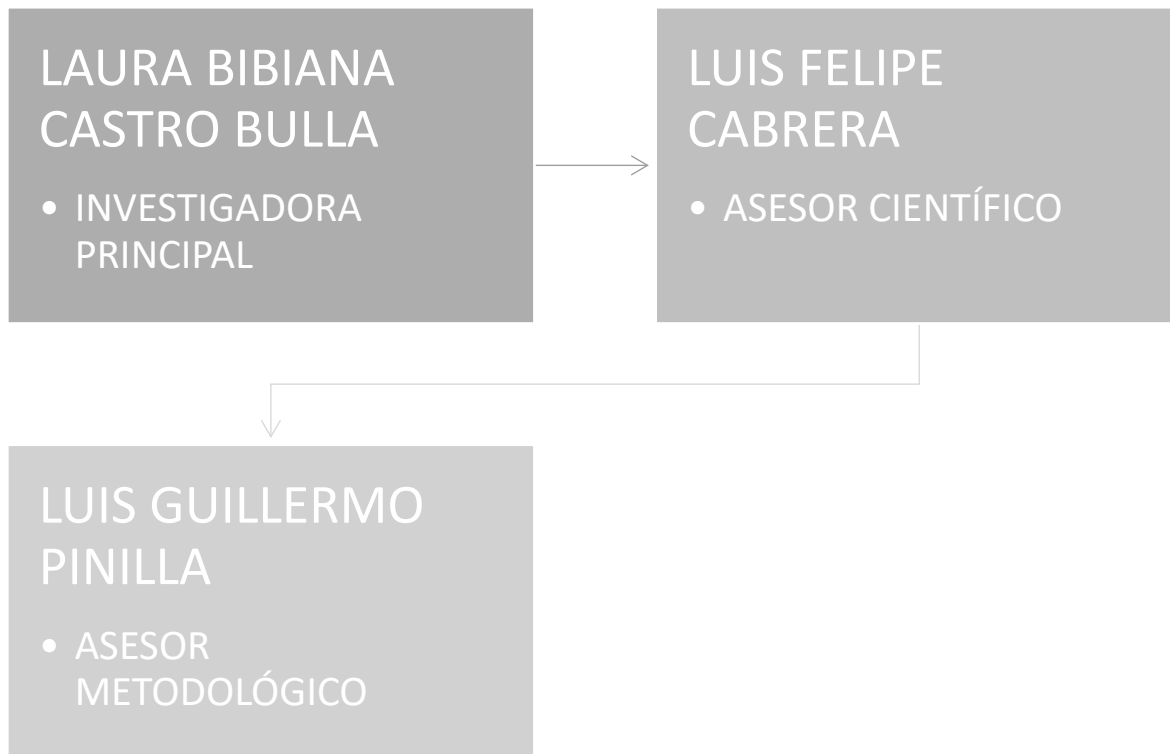 LAURA BIBIANA
CASTRO BULLA
• INVESTIGADORA
PRINCIPAL
LUIS FELIPE
CABRERA
• ASESOR CIENTÍFICO
LUIS GUILLERMO
PINILLA
• ASESOR
METODOLÓGICO